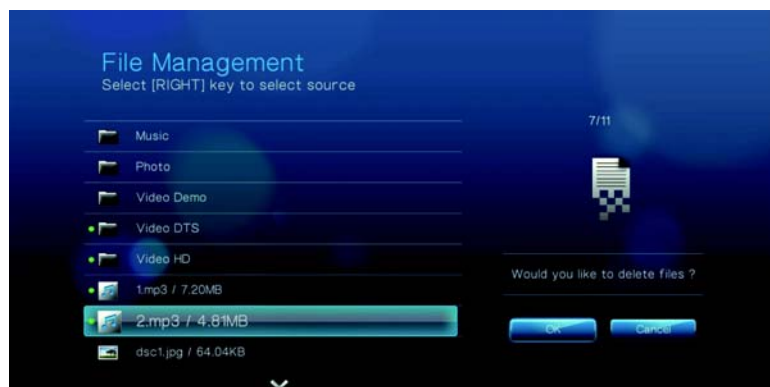 File Management
Select [RIGHT] key to select source
Music
Photo
Video Demo
Video DTS
Video HD
1.mp3 / 7.20MB
2.mp3 / 4.81MB
dsc1.jpg / 64.04KB
7/11
Would you like to delete files ?
OK
Cancel